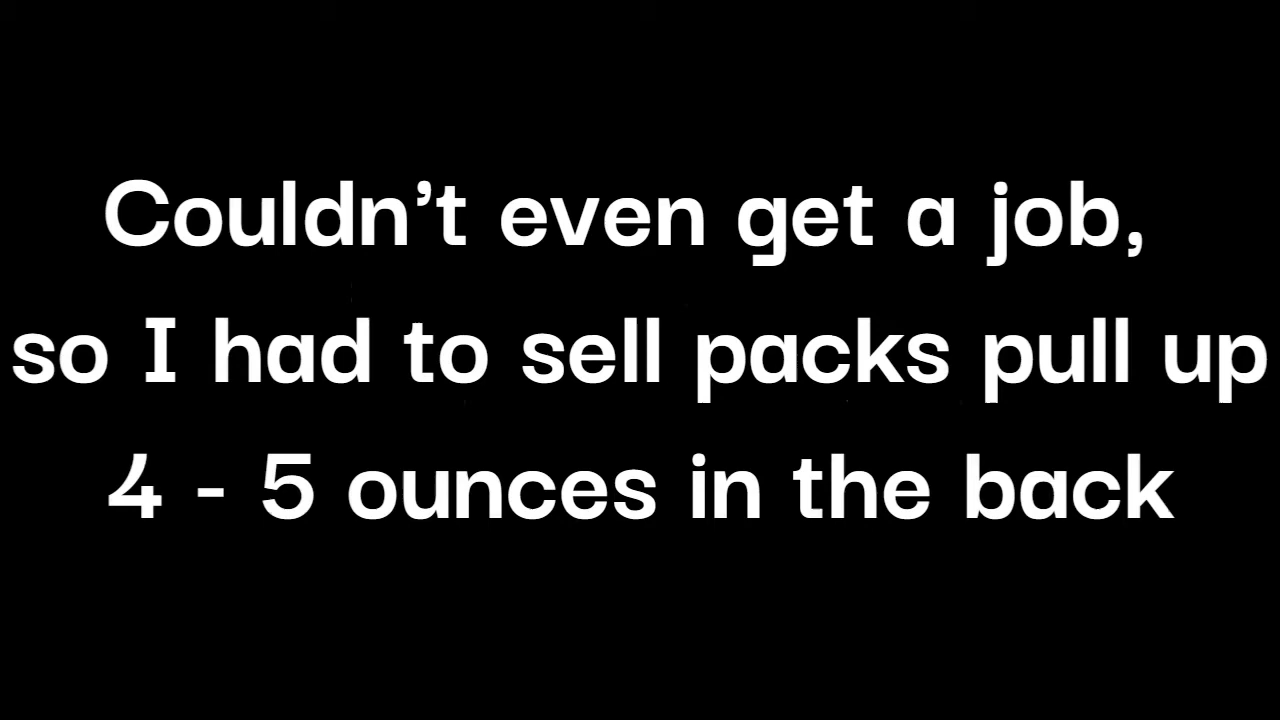 Couldn’t even get a job,
so I had to sell packs pull up
4 - 5 ounces in the back